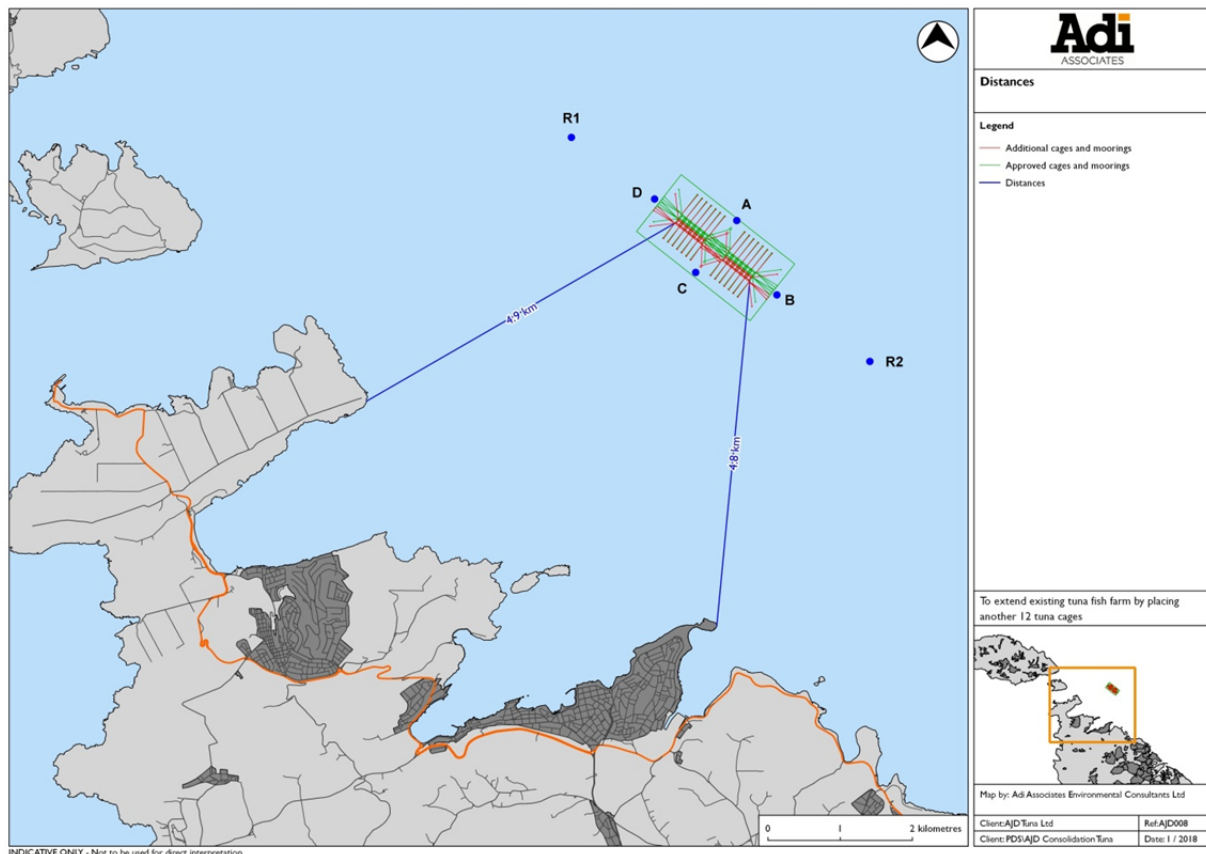 R1
D
A
C
B
R2
4.9 km
4.8 km
0 1 2 kilometres
INDICATIVE ONLY - Not to be used for direct interpretation
Adi
ASSOCIATES
Distances
Legend
Additional cages and moorings
Approved cages and moorings
Distances
To extend existing tuna fish farm by placing
another 12 tuna cages
Map by: Adi Associates Environmental Consultants Ltd
Client: AJD Tuna Ltd Ref: AJD008
Client: PDS\AJD Consolidation Tuna Date: 1 / 2018